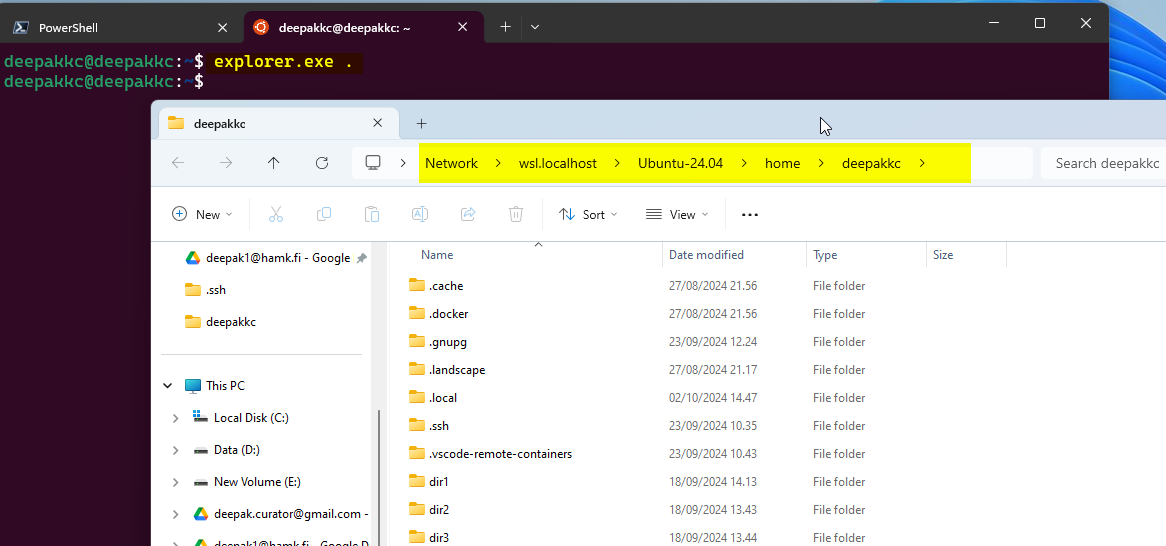 PowerShell
deepakkc@deepakkc: ~
deepakkc@deepakkc:~$ explorer.exe .
deepakkc@deepakkc:~$
deepakkc
Network > wsl.localhost > Ubuntu-24.04 > home > deepakkc >
Search deepakkc
New Sort View ...
deepak1@hamk.fi - Google
.ssh
deepakkc
This PC
Local Disk (C:)
Data (D:)
New Volume (E:)
deepak.curator@gmail.com -
deepak1@hamk.fi - Google D
Name Date modified Type Size
.cache 27/08/2024 21.56 File folder
.docker 27/08/2024 21.56 File folder
.gnupg 23/09/2024 12.24 File folder
.landscape 27/08/2024 21.17 File folder
.local 02/10/2024 14.47 File folder
.ssh 23/09/2024 10.35 File folder
.vscode-remote-containers 23/09/2024 10.43 File folder
dir1 18/09/2024 14.13 File folder
dir2 18/09/2024 13.43 File folder
dir3 18/09/2024 13.44 File folder